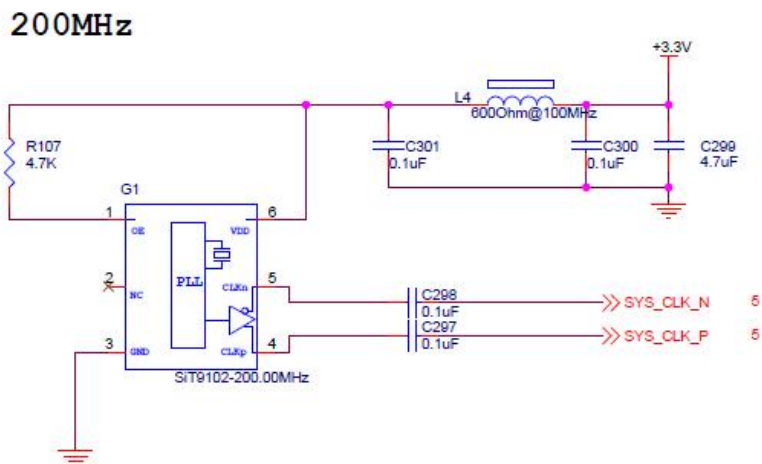 200MHz
+3.3V
L4
600Ohm@100MHz
R107
4.7K
C301
0.1uF
C300
0.1uF
C299
4.7uF
G1
1
OE
6
VDD
2
NC
PLL
5
CLKn
C298
0.1uF
SYS_CLK_N 5
3
GND
4
CLKp
C297
0.1uF
SYS_CLK_P 5
SiT9102-200.00MHz